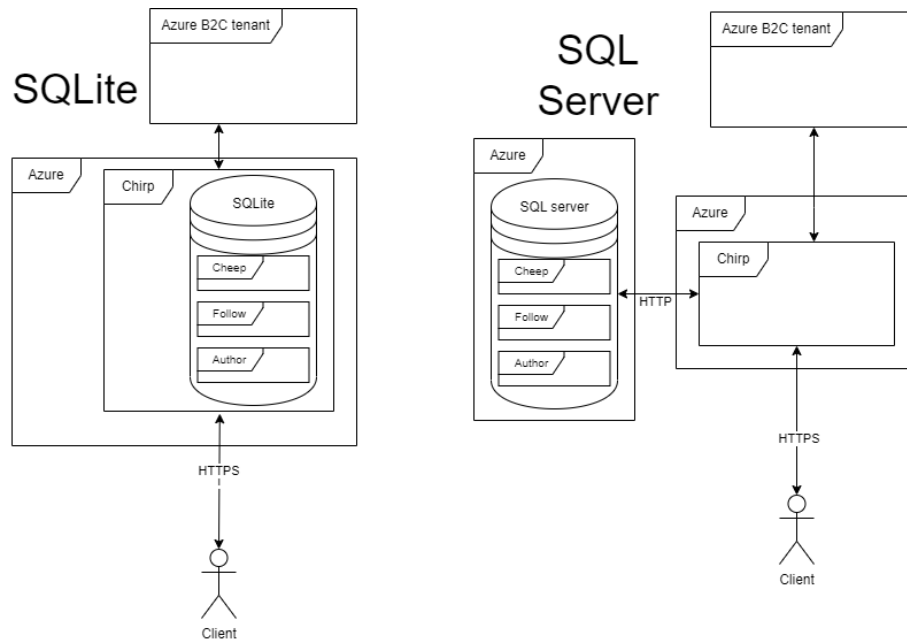 SQLite
Azure B2C tenant
Azure
Chirp
SQLite
Cheep
Follow
Author
HTTPS
Client
SQL
Server
Azure B2C tenant
Azure
SQL server
Cheep
Follow
Author
HTTP
Azure
Chirp
HTTPS
Client